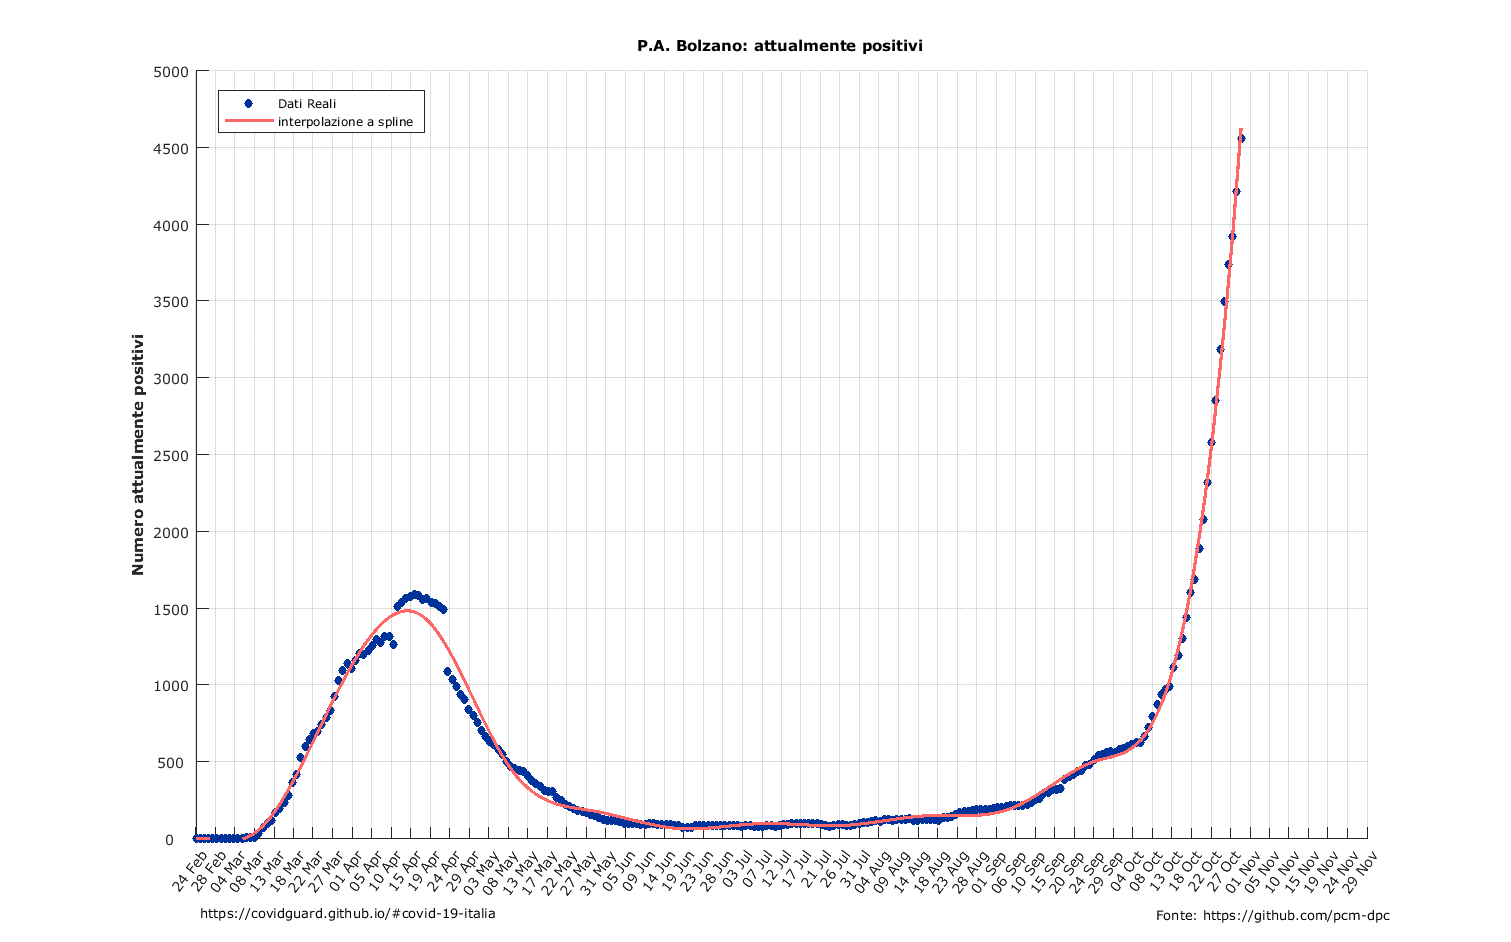 P.A. Bolzano: attualmente positivi
Numero attualmente positivi
5000
4500
4000
3500
3000
2500
2000
1500
1000
500
0
Dati Reali
interpolazione a spline
24 Feb
28 Feb
04 Mar
08 Mar
13 Mar
18 Mar
22 Mar
27 Mar
01 Apr
05 Apr
10 Apr
15 Apr
19 Apr
24 Apr
29 Apr
03 May
08 May
13 May
17 May
22 May
27 May
31 May
05 Jun
09 Jun
14 Jun
19 Jun
23 Jun
28 Jun
03 Jul
07 Jul
12 Jul
17 Jul
21 Jul
26 Jul
31 Jul
04 Aug
09 Aug
14 Aug
18 Aug
23 Aug
28 Aug
01 Sep
06 Sep
10 Sep
15 Sep
20 Sep
24 Sep
29 Sep
04 Oct
08 Oct
13 Oct
18 Oct
22 Oct
27 Oct
01 Nov
05 Nov
10 Nov
15 Nov
19 Nov
24 Nov
29 Nov
https://covidguard.github.io/#covid-19-italia
Fonte: https://github.com/pcm-dpc